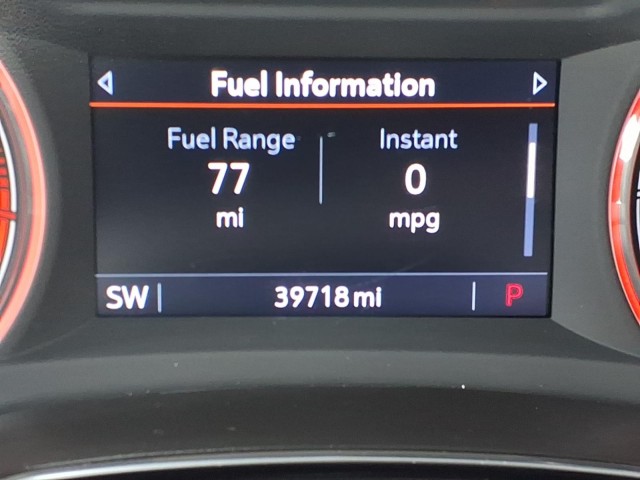 Fuel Information
Fuel Range Instant
77 0
mi mpg
SW 39718 mi P